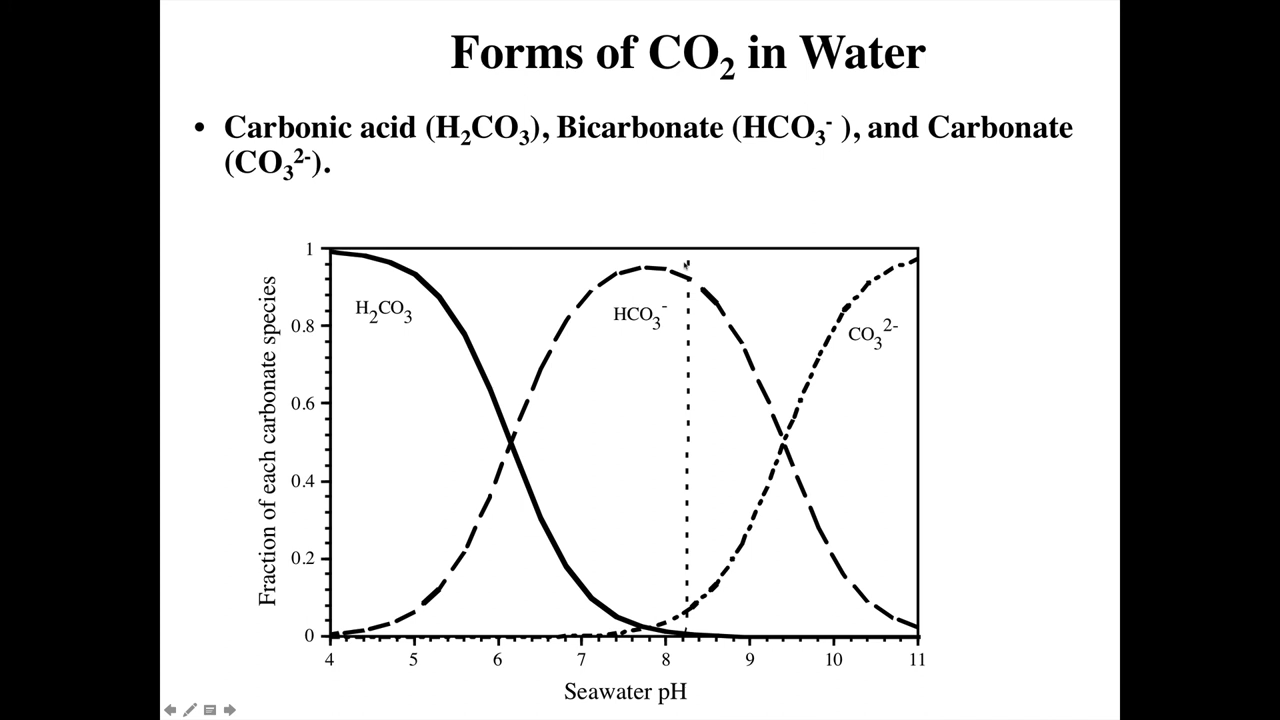 Forms of CO₂ in Water
• Carbonic acid (H₂CO₃), Bicarbonate (HCO₃⁻ ), and Carbonate
(CO₃²⁻).
1
H₂CO₃
HCO₃⁻
0.8
CO₃²⁻
0.6
0.4
0.2
0
Fraction of each carbonate species
4 5 6 7 8 9 10 11
Seawater pH